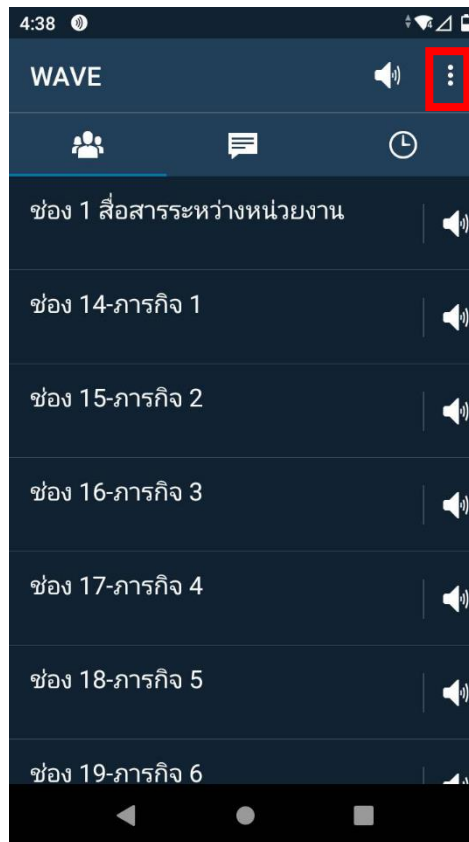 4:38
WAVE
ช่อง 1 สื่อสารระหว่างหน่วยงาน
ช่อง 14-ภารกิจ 1
ช่อง 15-ภารกิจ 2
ช่อง 16-ภารกิจ 3
ช่อง 17-ภารกิจ 4
ช่อง 18-ภารกิจ 5
ช่อง 19-ภารกิจ 6